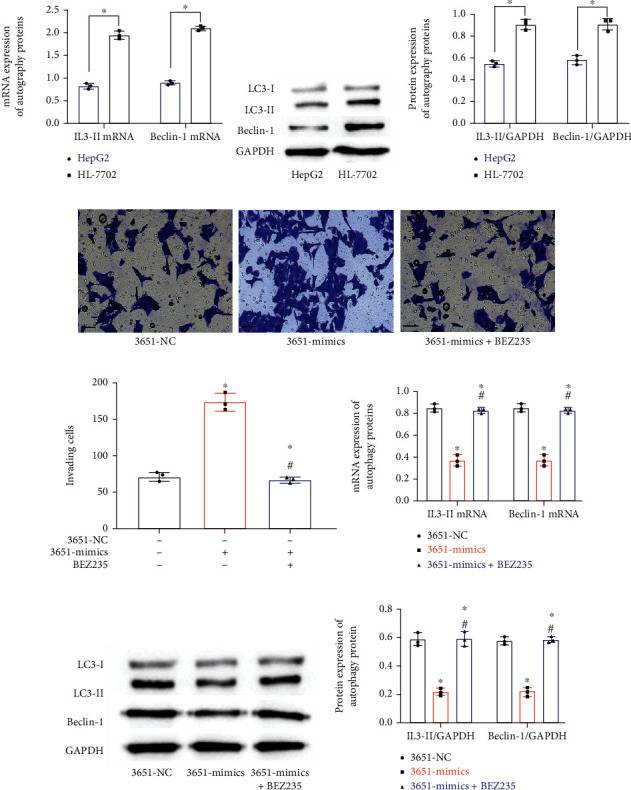 mRNA expression
of autography proteins
2.5
2.0
1.5
1.0
0.5
0.0
*
*
IL3-II mRNA
Beclin-1 mRNA
HepG2
HL-7702
LC3-I
LC3-II
Beclin-1
GAPDH
HepG2
HL-7702
Protein expression
of autography proteins
1.0
0.8
0.6
0.4
0.2
0.0
*
*
IL3-II/GAPDH
Beclin-1/GAPDH
HepG2
HL-7702
3651-NC
3651-mimics
3651-mimics + BEZ235
Invading cells
200
150
100
50
0
*
*
#
3651-NC – – –
3651-mimics – + +
BEZ235 – – +
mRNA expression of
autophagy proteins
1.0
0.8
0.6
0.4
0.2
0.0
*
*
#
*
*
#
IL3-II mRNA
Beclin-1 mRNA
3651-NC
3651-mimics
3651-mimics + BEZ235
LC3-I
LC3-II
Beclin-1
GAPDH
3651-NC
3651-mimics
3651-mimics
+ BEZ235
Protein expression of
autophagy protein
0.8
0.6
0.4
0.2
0.0
*
*
#
*
*
#
IL3-II/GAPDH
Beclin-1/GAPDH
3651-NC
3651-mimics
3651-mimics + BEZ235